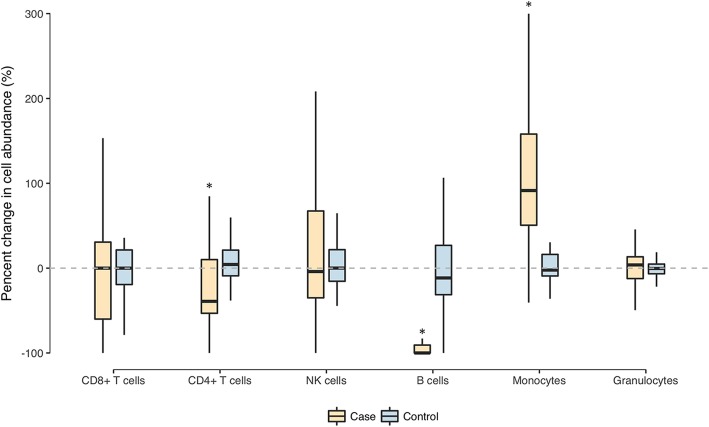 Pencent change in cell abundance (%)
300
200
100
0
-100
*
*
*
CD8+ T cells
CD4+ T cells
NK cells
B cells
Monocytes
Granulocytes
Case
Control